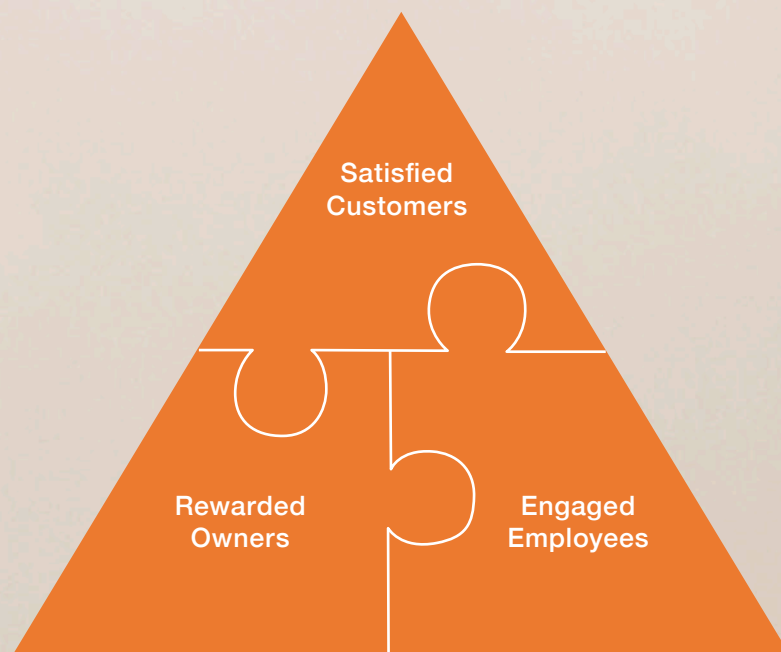 Satisfied
Customers
Rewarded
Owners
Engaged
Employees